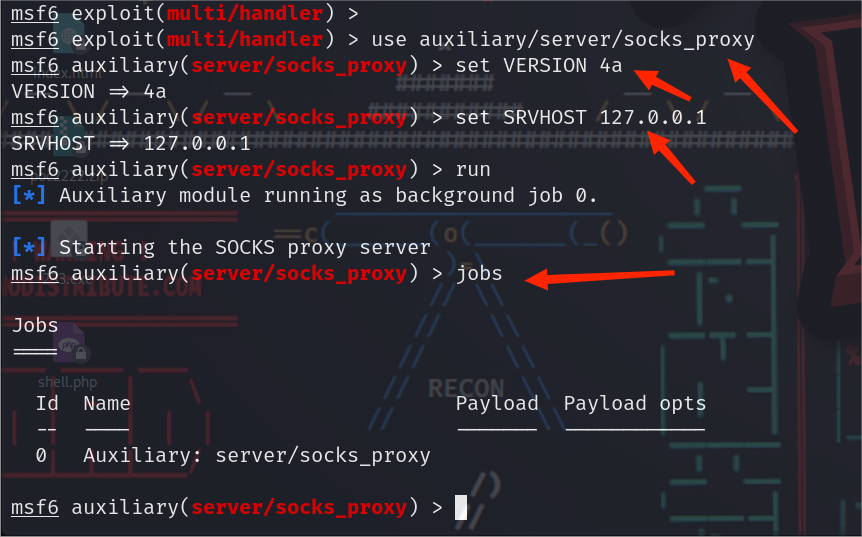 msf6 exploit(multi/handler) >
msf6 exploit(multi/handler) > use auxiliary/server/socks_proxy
msf6 auxiliary(server/socks_proxy) > set VERSION 4a
VERSION => 4a
msf6 auxiliary(server/socks_proxy) > set SRVHOST 127.0.0.1
SRVHOST => 127.0.0.1
msf6 auxiliary(server/socks_proxy) > run
[*] Auxiliary module running as background job 0.
[*] Starting the SOCKS proxy server
msf6 auxiliary(server/socks_proxy) > jobs
Jobs
====
shell.php
RECON
Id Name Payload Payload opts
-- ---- ------- ------------
0 Auxiliary: server/socks_proxy
msf6 auxiliary(server/socks_proxy) >